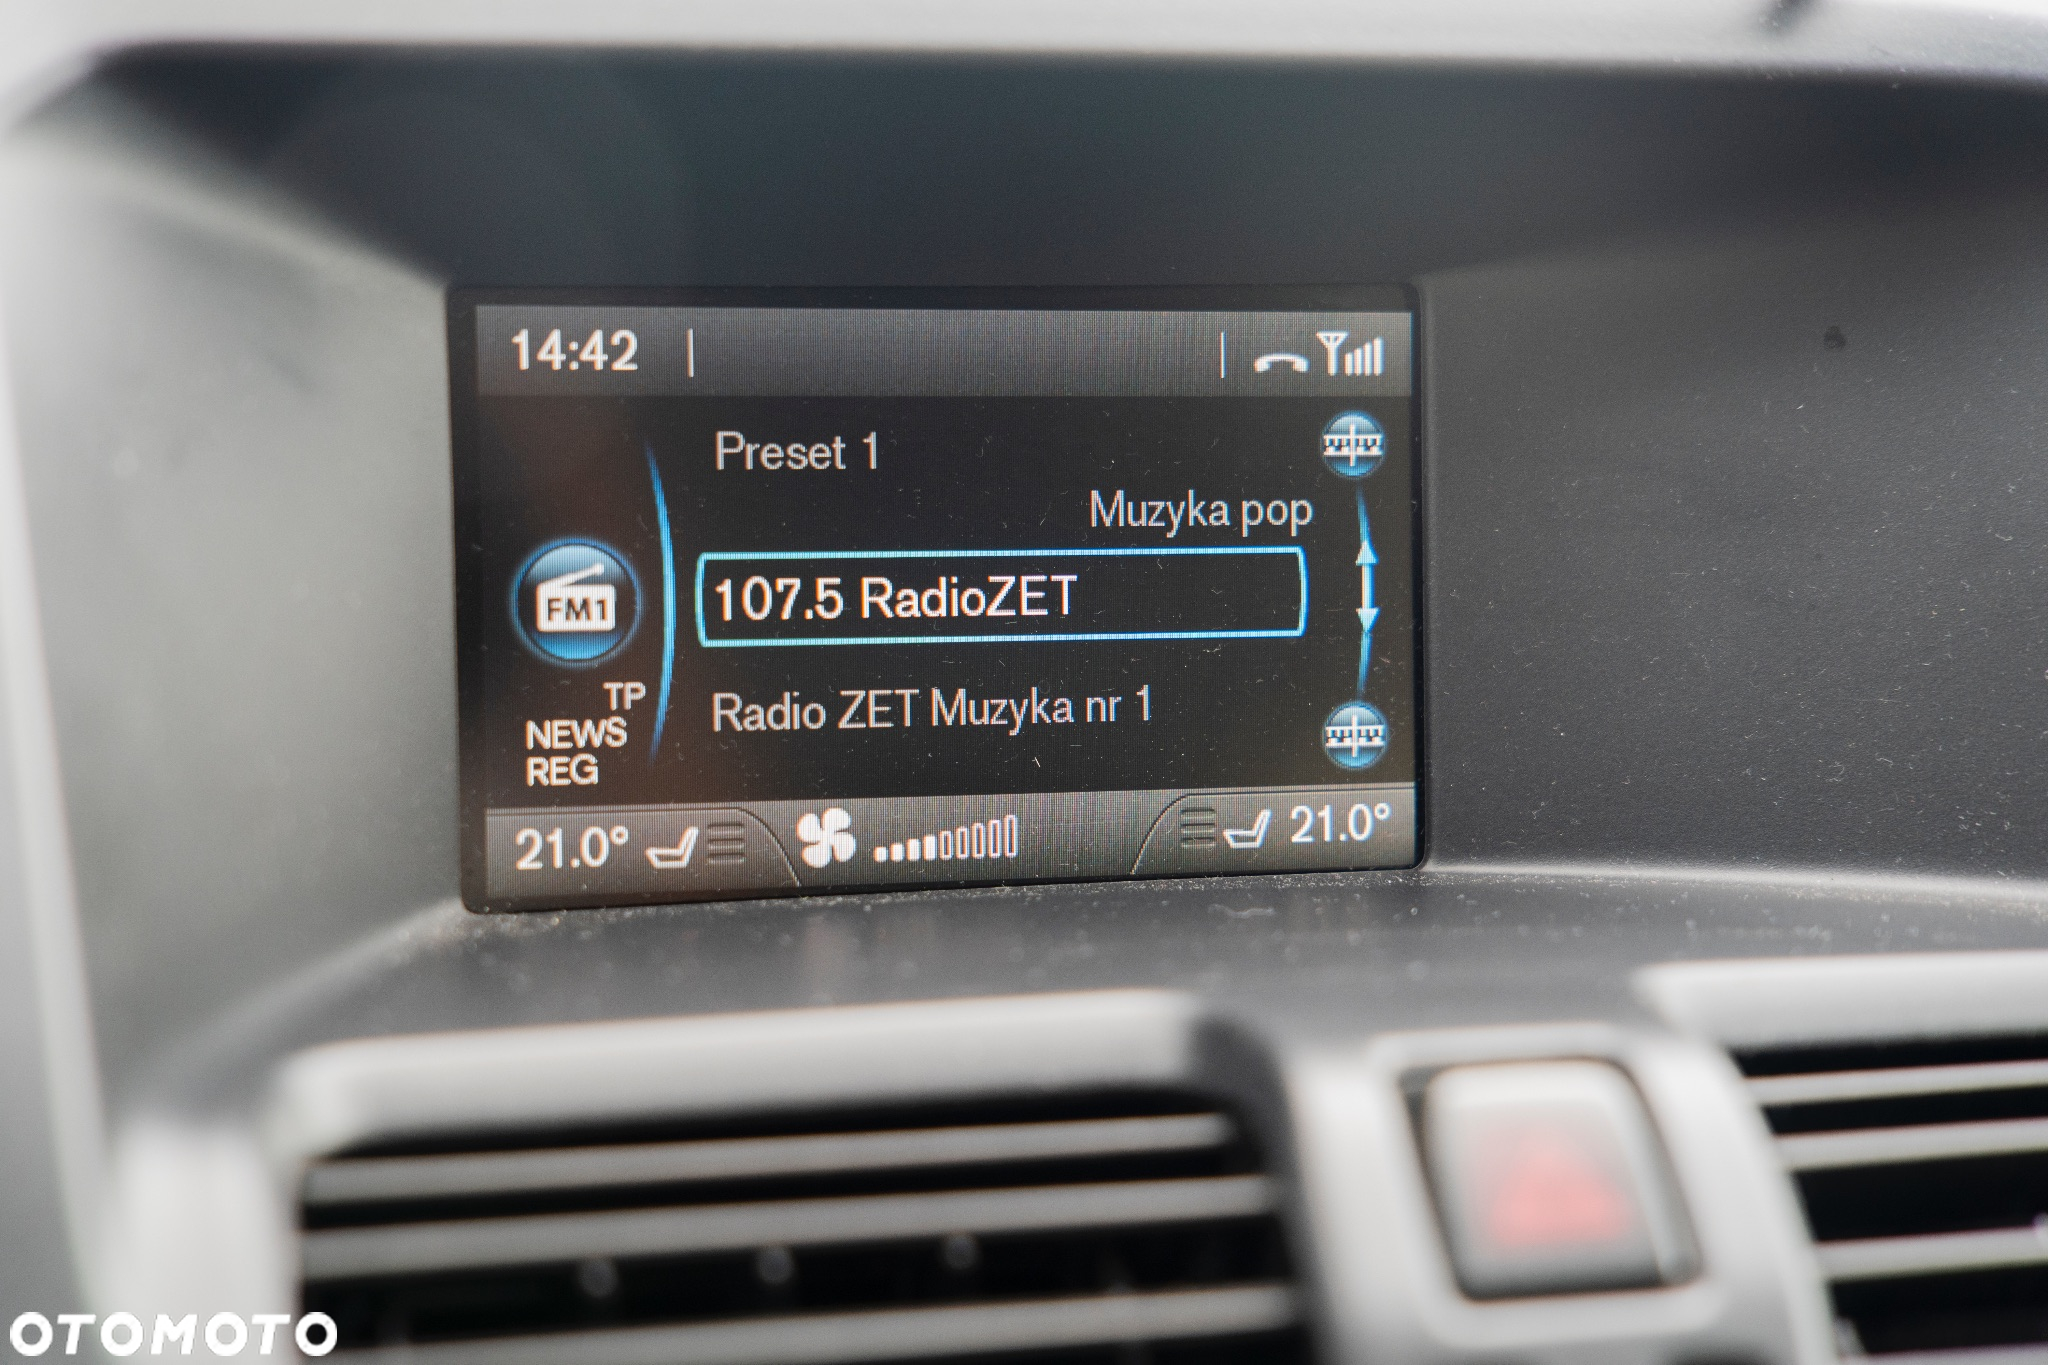 14:42
Preset 1
Muzyka pop
FM1
107.5 RadioZET
TP
NEWS
REG
Radio ZET Muzyka nr 1
21.0°
21.0°
OTOMOTO